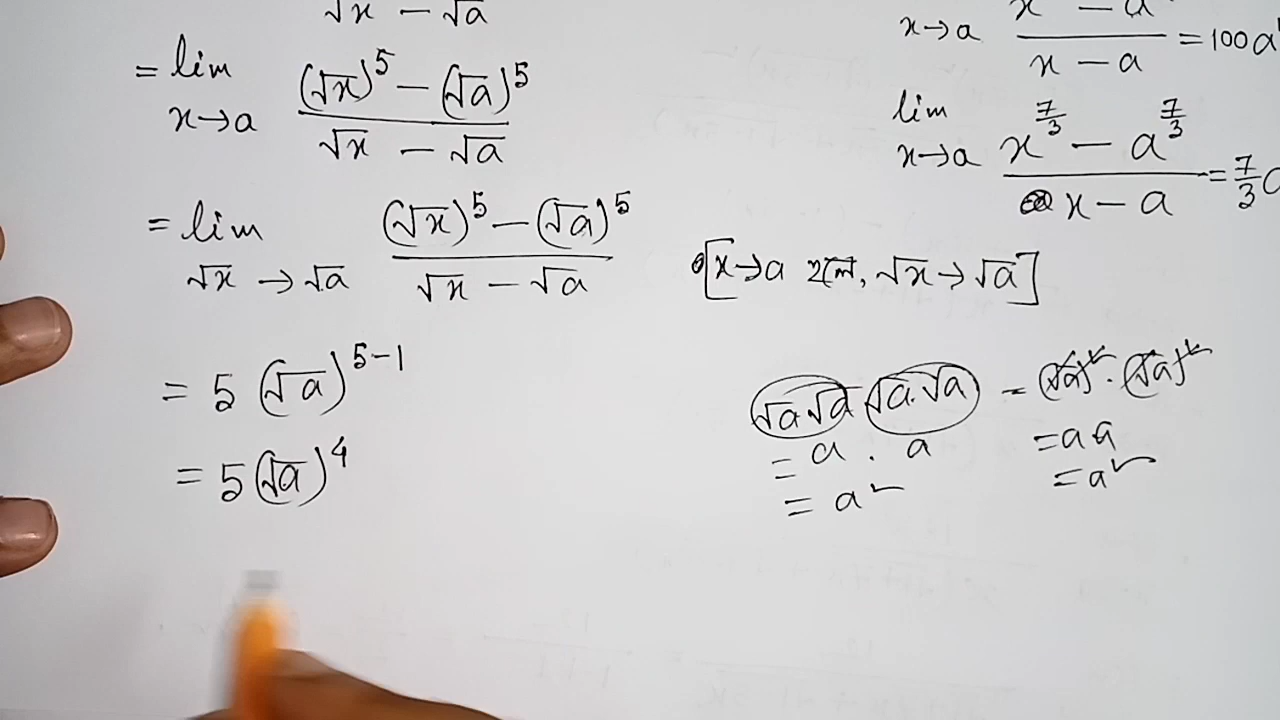 √x − √a
= lim x→a ((√x)^5 − (√a)^5) / (√x − √a)
= lim √x→√a ((√x)^5 − (√a)^5) / (√x − √a) [x→a হলে, √x→√a]
= 5(√a)^(5−1)
= 5(√a)^4
x→a (x − a) / (x − a) = 100a
lim x→a (x^(7/3) − a^(7/3)) / (x − a) = 7/3
√a·√a √a·√a = (√a)²·(√a)²
= a . a
= a²
= a a
= a²